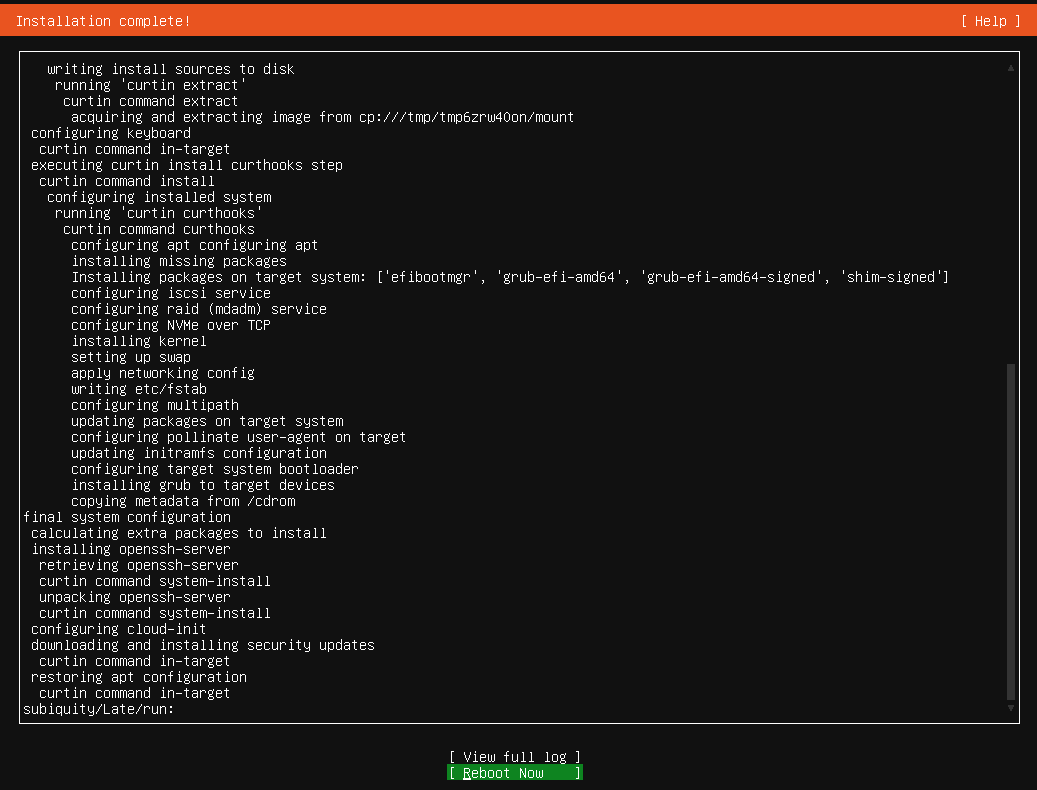 Installation complete! [ Help ]
writing install sources to disk
running 'curtin extract'
curtin command extract
acquiring and extracting image from cp:///tmp/tmp6zrw40on/mount
configuring keyboard
curtin command in-target
executing curtin install curthooks step
curtin command install
configuring installed system
running 'curtin curthooks'
curtin command curthooks
configuring apt configuring apt
installing missing packages
Installing packages on target system: ['efibootmgr', 'grub-efi-amd64', 'grub-efi-amd64-signed', 'shim-signed']
configuring iscsi service
configuring raid (mdadm) service
configuring NVMe over TCP
installing kernel
setting up swap
apply networking config
writing etc/fstab
configuring multipath
updating packages on target system
configuring pollinate user-agent on target
updating initramfs configuration
configuring target system bootloader
installing grub to target devices
copying metadata from /cdrom
final system configuration
calculating extra packages to install
installing openssh-server
retrieving openssh-server
curtin command system-install
unpacking openssh-server
curtin command system-install
configuring cloud-init
downloading and installing security updates
curtin command in-target
restoring apt configuration
curtin command in-target
subiquity/Late/run:
[ View full log ]
[ Reboot Now ]